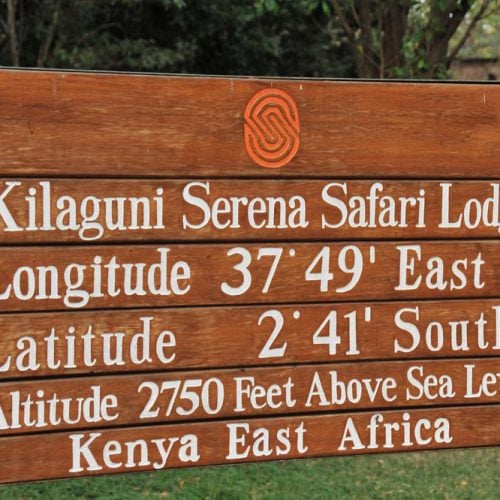 Kilaguni Serena Safari Lod
Longitude 37°49' East
Latitude 2°41' South
Altitude 2750 Feet Above Sea Lev
Kenya East Africa